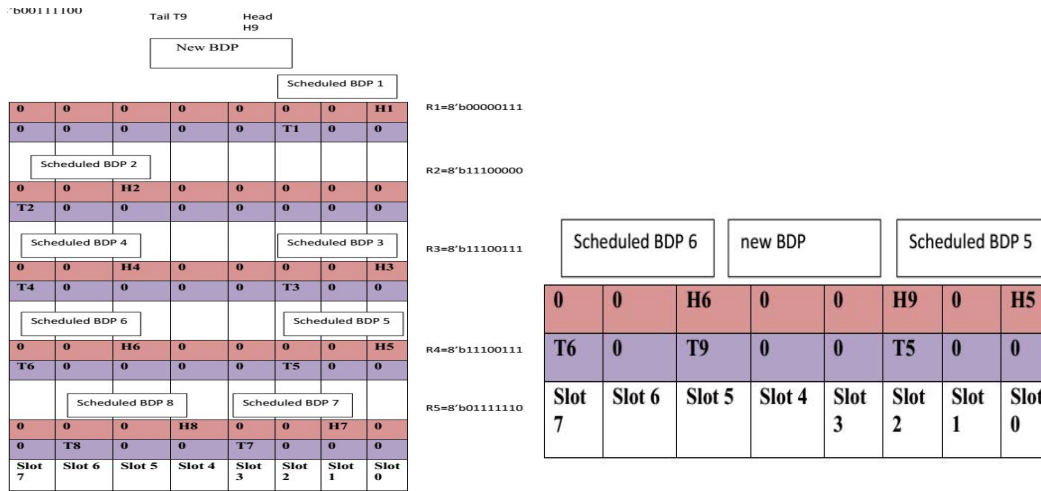 'b00111100
Tail T9 Head H9
New BDP
Scheduled BDP 1
0 0 0 0 0 0 0 H1 R1=8'b00000111
0 0 0 0 0 T1 0 0
Scheduled BDP 2 R2=8'b11100000
0 0 H2 0 0 0 0 0
T2 0 0 0 0 0 0 0
Scheduled BDP 4 Scheduled BDP 3 R3=8'b11100111
0 0 H4 0 0 0 0 H3
T4 0 0 0 0 T3 0 0
Scheduled BDP 6 Scheduled BDP 5
0 0 H6 0 0 0 0 H5 R4=8'b11100111
T6 0 0 0 0 T5 0 0
Scheduled BDP 8 Scheduled BDP 7 R5=8'b01111110
0 0 0 H8 0 0 H7 0
0 T8 0 0 T7 0 0 0
Slot 7 Slot 6 Slot 5 Slot 4 Slot 3 Slot 2 Slot 1 Slot 0
Scheduled BDP 6 new BDP Scheduled BDP 5
0 0 H6 0 0 H9 0 H5
T6 0 T9 0 0 T5 0 0
Slot 7 Slot 6 Slot 5 Slot 4 Slot 3 Slot 2 Slot 1 Slot 0